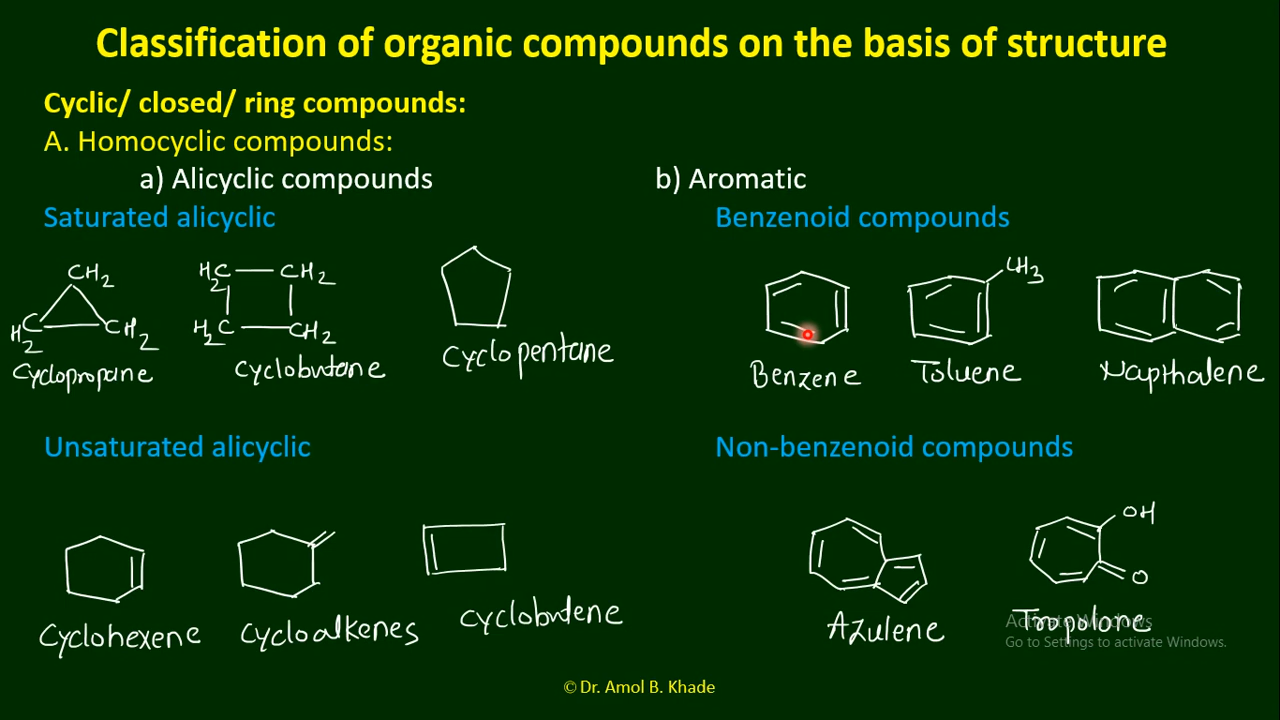 Classification of organic compounds on the basis of structure
Cyclic/ closed/ ring compounds:
A. Homocyclic compounds:
a) Alicyclic compounds
b) Aromatic
Saturated alicyclic
Benzenoid compounds
CH2
H2C
CH2
Cyclopropane
H2C
CH2
H2C
CH2
Cyclobutane
Cyclopentane
Benzene
CH3
Toluene
Napthalene
Unsaturated alicyclic
Non-benzenoid compounds
Cyclohexene
Cycloalkenes
Cyclobutene
Azulene
OH
O
Tropolone
Activate Windows
Go to Settings to activate Windows.
© Dr. Amol B. Khade